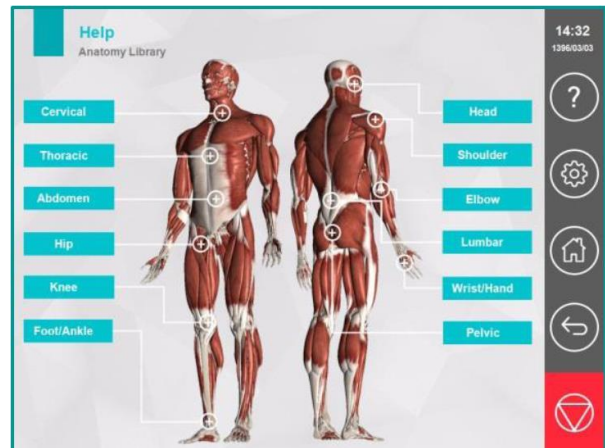 Help
Anatomy Library
14:32
1396/03/03
?
Cervical
Thoracic
Abdomen
Hip
Knee
Foot/Ankle
Head
Shoulder
Elbow
Lumbar
Wrist/Hand
Pelvic